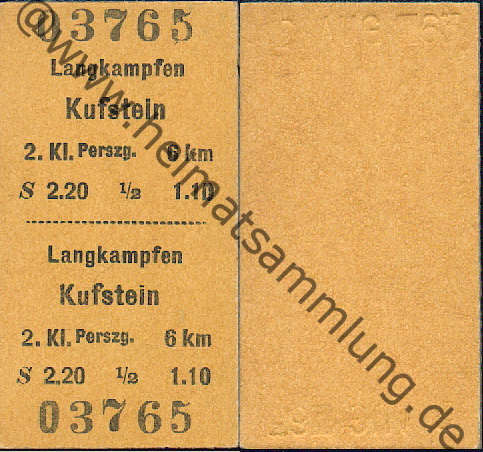 03765
Langkampfen
Kufstein
2. Kl. Perszg. 6 km
S 2.20 1/2 1.10
Langkampfen
Kufstein
2. Kl. Perszg. 6 km
S 2.20 1/2 1.10
03765
@www.heimatsammlung.de